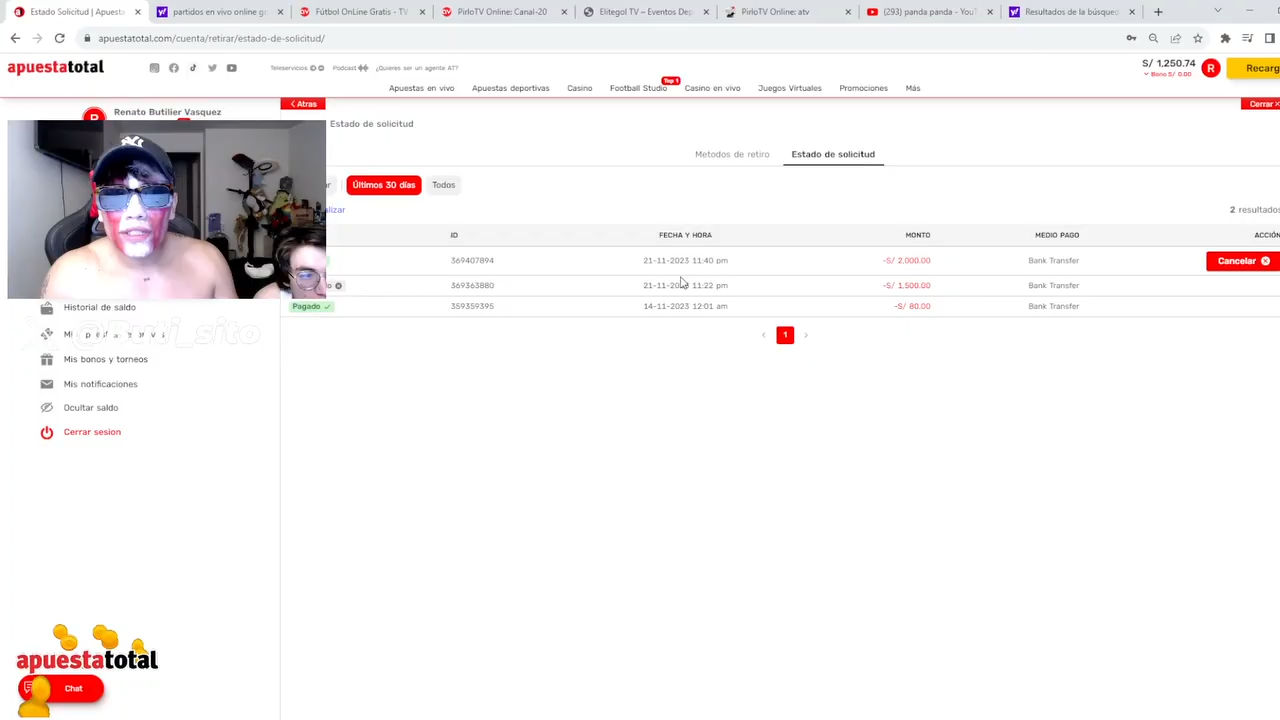 Estado Solicitud | Apuesta
partidos en vivo online g
Fútbol OnLine Gratis - TV
PirloTV Online: Canal-20
Elitegol TV – Eventos Dep
PirloTV Online: atv
(293) panda panda - You
Resultados de la búsqued
apuestatotal.com/cuenta/retirar/estado-de-solicitud/
apuestatotal
Teleservicios
Podcast
¿Quieres ser un agente AT?
S/ 1,250.74
Bono S/ 0.00
R
Recarg
Top 1
Apuestas en vivo
Apuestas deportivas
Casino
Football Studio
Casino en vivo
Juegos Virtuales
Promociones
Más
Atras
Cerrar
Renato Butilier Vasquez
Estado de solicitud
Metodos de retiro
Estado de solicitud
Últimos 30 días
Todos
2 resultados
ID
FECHA Y HORA
MONTO
MEDIO PAGO
ACCIÓN
369407894
21-11-2023 11:40 pm
-S/ 2,000.00
Bank Transfer
Cancelar
369363880
21-11-2023 11:22 pm
-S/ 1,500.00
Bank Transfer
Pagado
359359395
14-11-2023 12:01 am
-S/ 80.00
Bank Transfer
1
Historial de saldo
@Buti_sito
Mis bonos y torneos
Mis notificaciones
Ocultar saldo
Cerrar sesion
apuestatotal
Chat